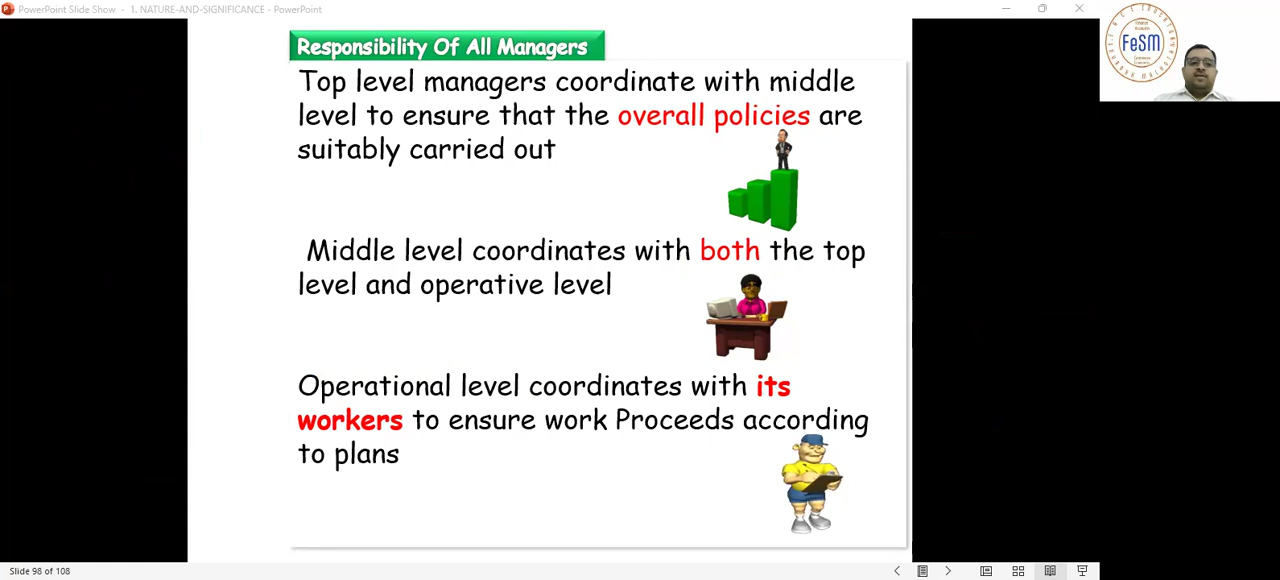 PowerPoint Slide Show - 1. NATURE-AND-SIGNIFICANCE - PowerPoint
Responsibility Of All Managers
Top level managers coordinate with middle
level to ensure that the overall policies are
suitably carried out
Middle level coordinates with both the top
level and operative level
Operational level coordinates with its
workers to ensure work Proceeds according
to plans
FeSM
Slide 98 of 108